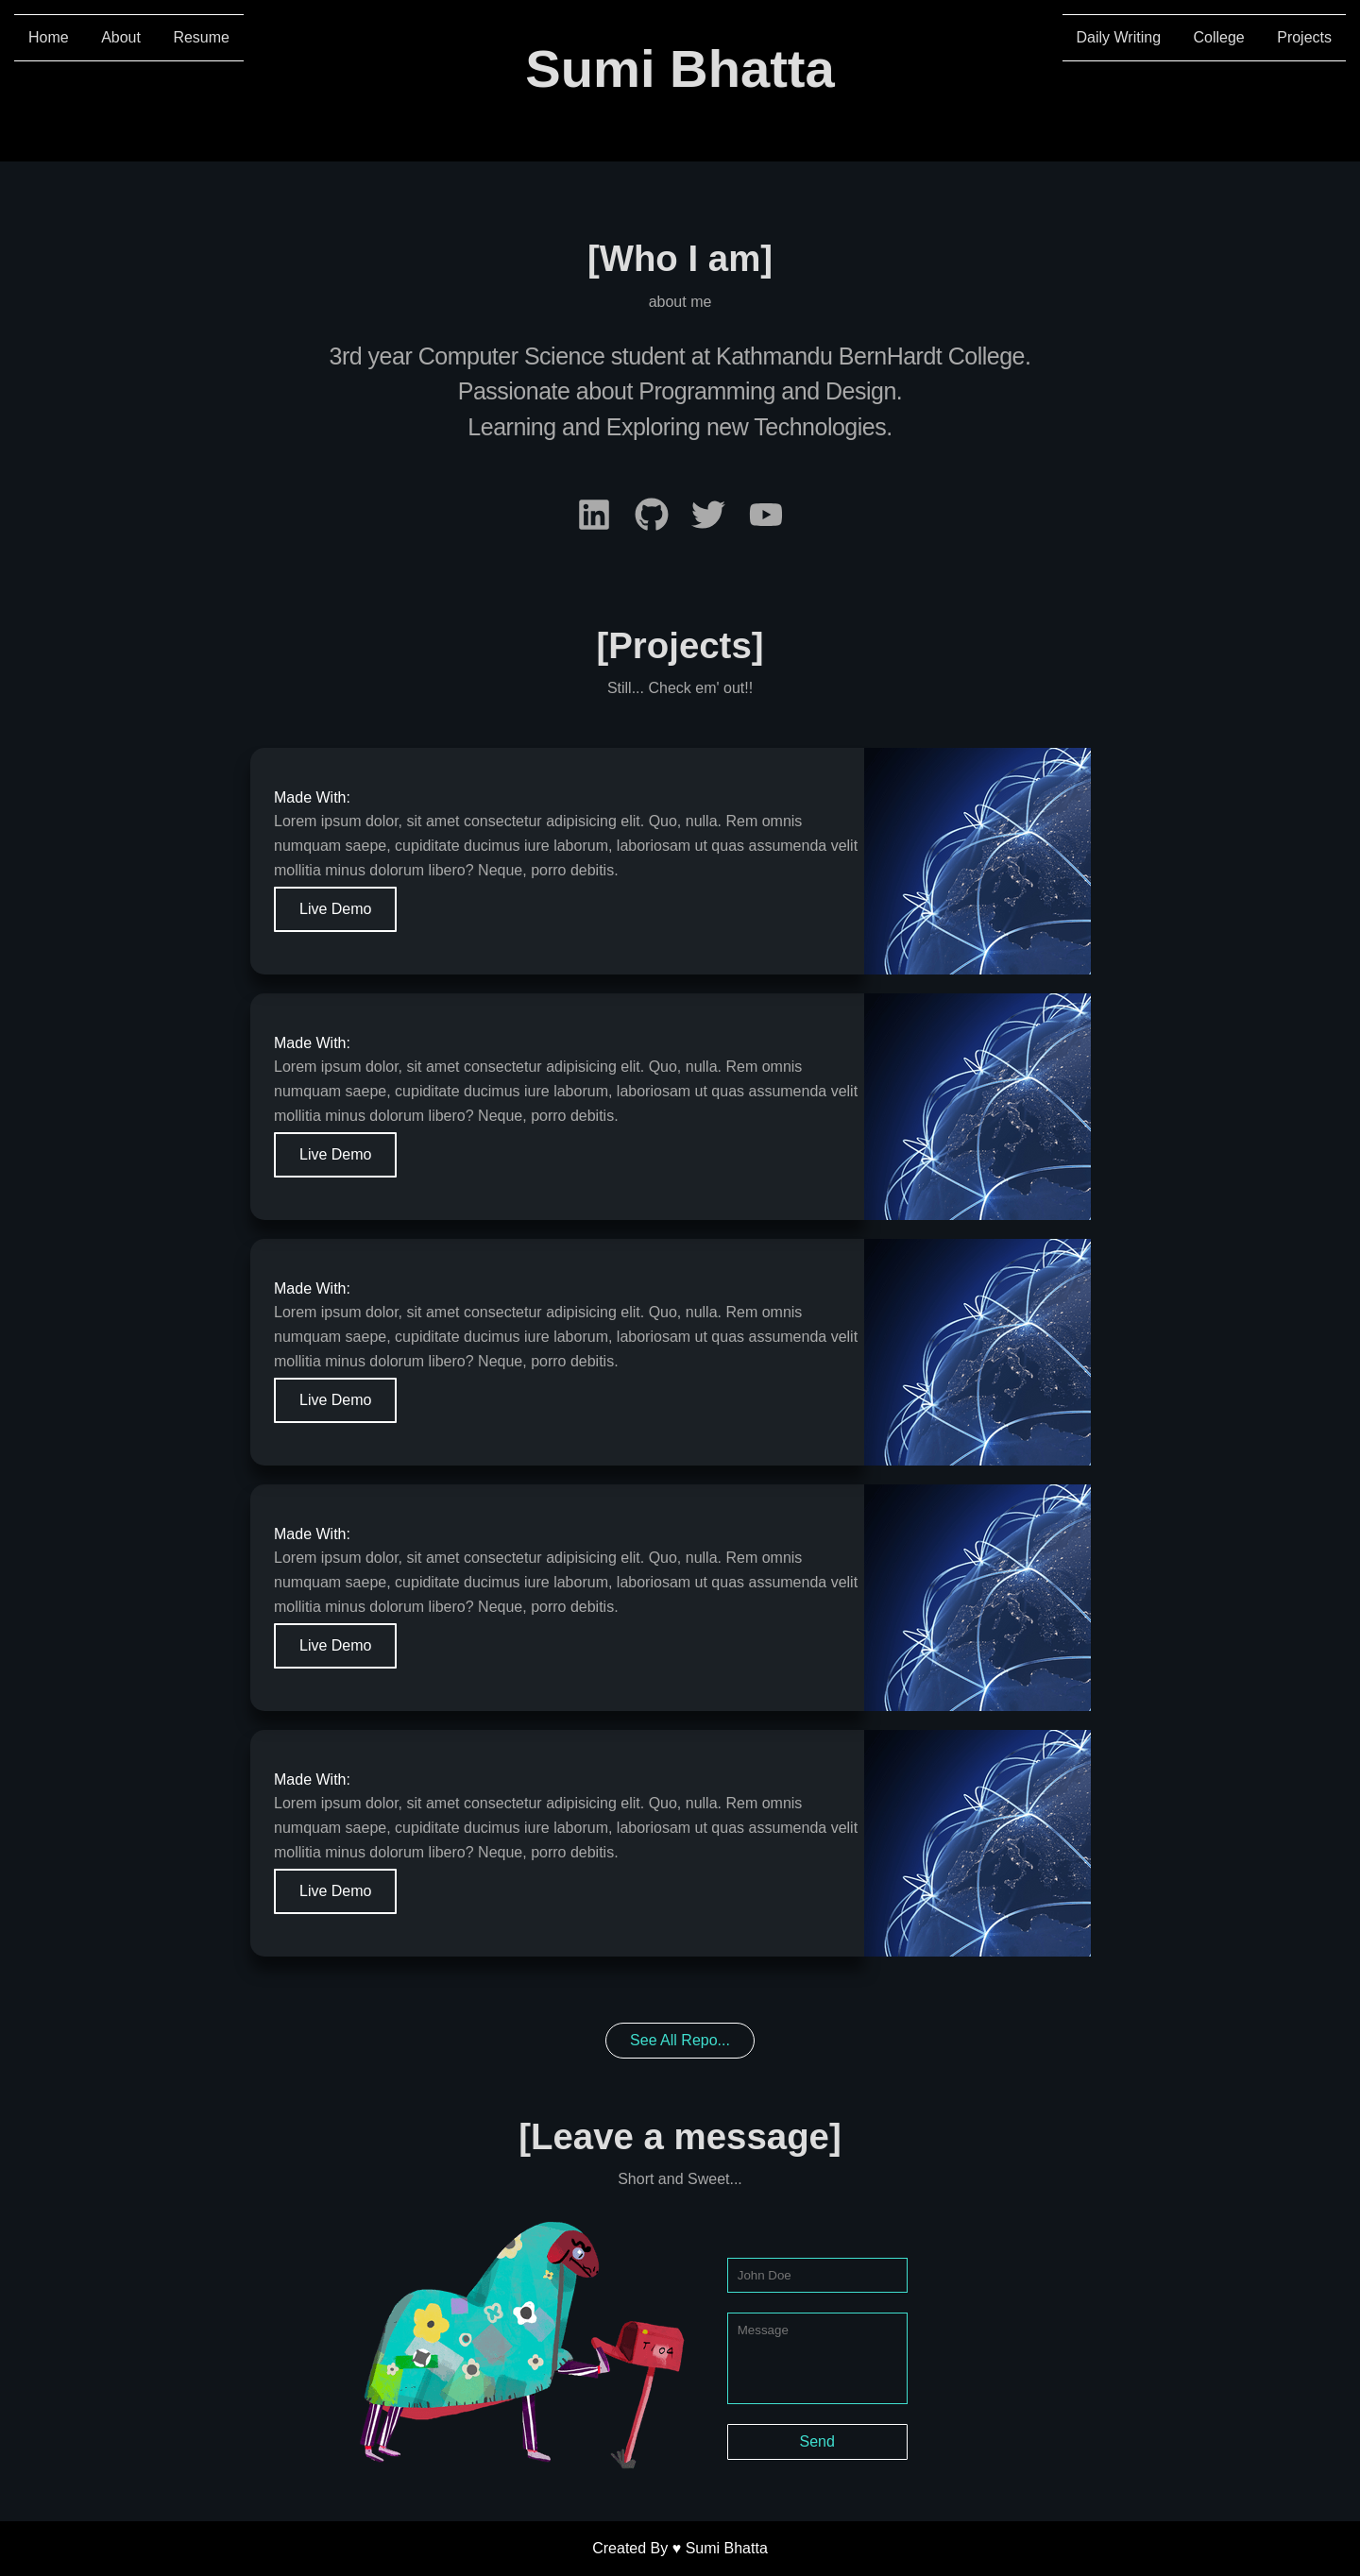 Home About Resume
Sumi Bhatta
Daily Writing College Projects
[Who I am]
about me
3rd year Computer Science student at Kathmandu BernHardt College.
Passionate about Programming and Design.
Learning and Exploring new Technologies.
[Projects]
Still... Check em' out!!
Made With:
Lorem ipsum dolor, sit amet consectetur adipisicing elit. Quo, nulla. Rem omnis
numquam saepe, cupiditate ducimus iure laborum, laboriosam ut quas assumenda velit
mollitia minus dolorum libero? Neque, porro debitis.
Live Demo
Made With:
Lorem ipsum dolor, sit amet consectetur adipisicing elit. Quo, nulla. Rem omnis
numquam saepe, cupiditate ducimus iure laborum, laboriosam ut quas assumenda velit
mollitia minus dolorum libero? Neque, porro debitis.
Live Demo
Made With:
Lorem ipsum dolor, sit amet consectetur adipisicing elit. Quo, nulla. Rem omnis
numquam saepe, cupiditate ducimus iure laborum, laboriosam ut quas assumenda velit
mollitia minus dolorum libero? Neque, porro debitis.
Live Demo
Made With:
Lorem ipsum dolor, sit amet consectetur adipisicing elit. Quo, nulla. Rem omnis
numquam saepe, cupiditate ducimus iure laborum, laboriosam ut quas assumenda velit
mollitia minus dolorum libero? Neque, porro debitis.
Live Demo
Made With:
Lorem ipsum dolor, sit amet consectetur adipisicing elit. Quo, nulla. Rem omnis
numquam saepe, cupiditate ducimus iure laborum, laboriosam ut quas assumenda velit
mollitia minus dolorum libero? Neque, porro debitis.
Live Demo
See All Repo...
[Leave a message]
Short and Sweet...
John Doe
Message
Send
Created By ♥ Sumi Bhatta